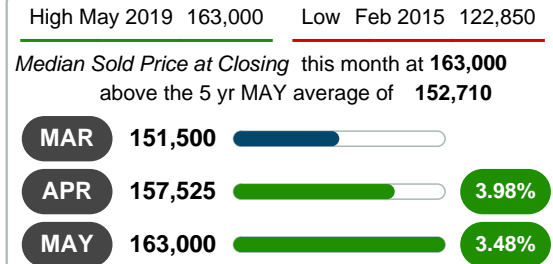 High May 2019 163,000 Low Feb 2015 122,850
Median Sold Price at Closing this month at 163,000
above the 5 yr MAY average of 152,710
MAR 151,500
APR 157,525 3.98%
MAY 163,000 3.48%